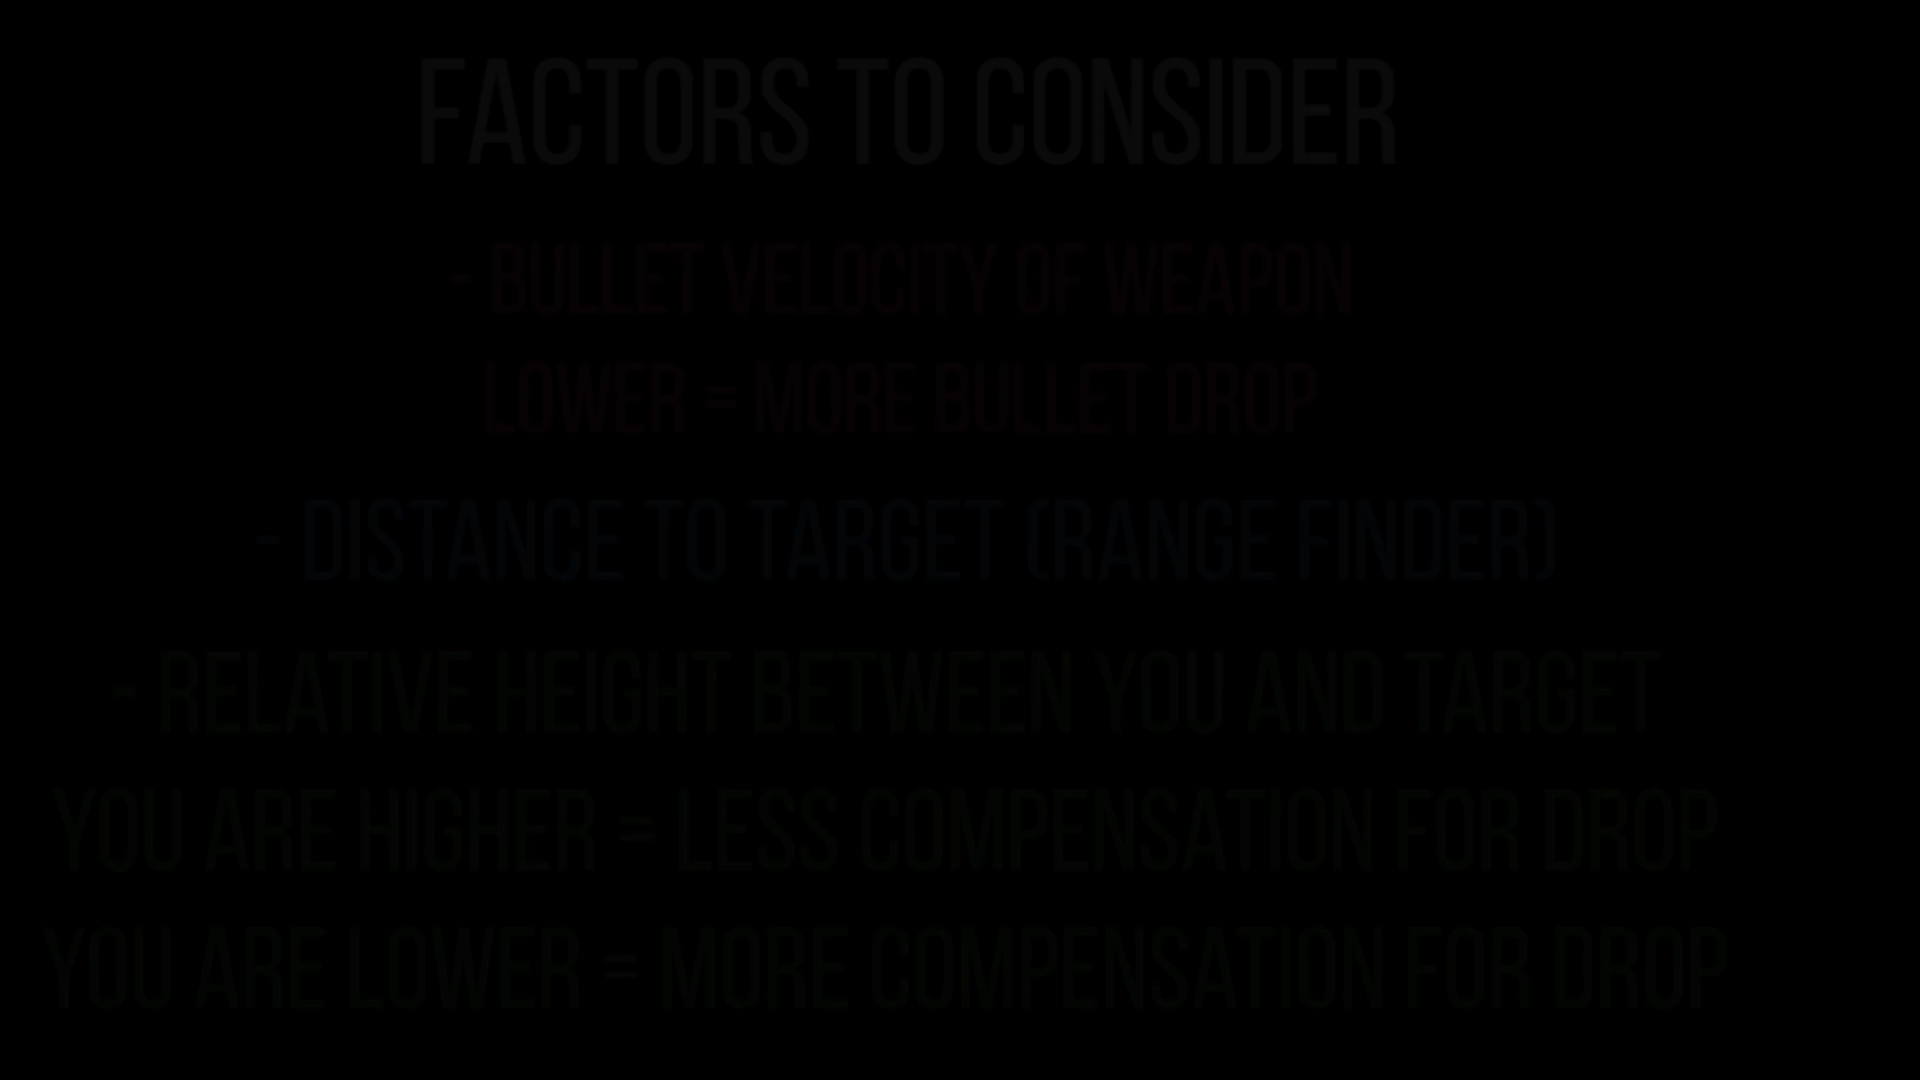 FACTORS TO CONSIDER
- BULLET VELOCITY OF WEAPON
LOWER = MORE BULLET DROP
- DISTANCE TO TARGET (RANGE FINDER)
- RELATIVE HEIGHT BETWEEN YOU AND TARGET
YOU ARE HIGHER = LESS COMPENSATION FOR DROP
YOU ARE LOWER = MORE COMPENSATION FOR DROP